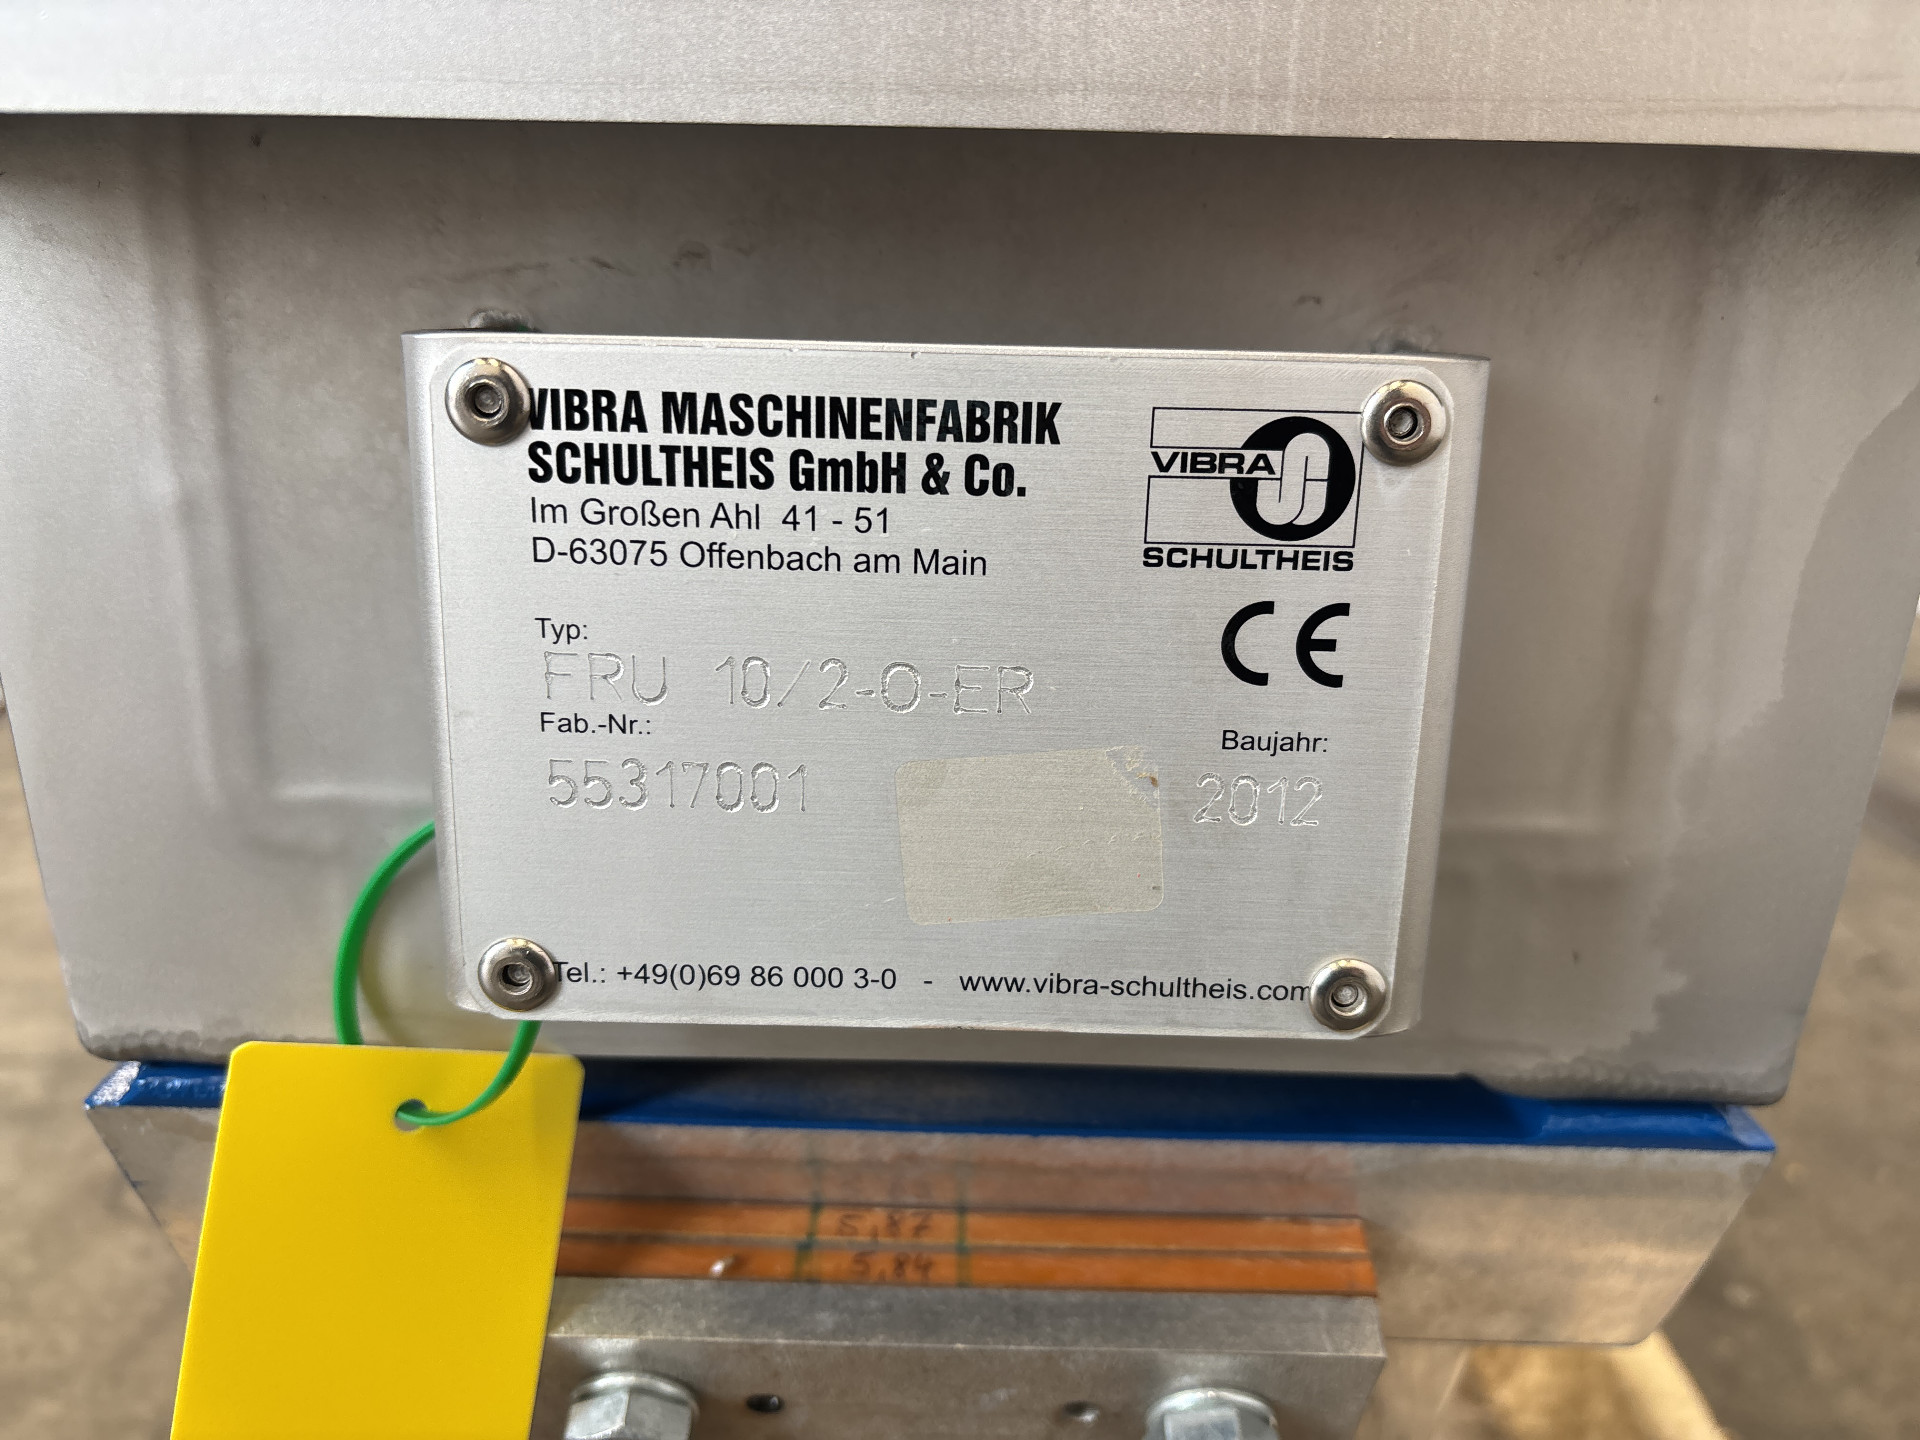 VIBRA MASCHINENFABRIK
SCHULTHEIS GmbH & Co.
Im Großen Ahl 41 - 51
D-63075 Offenbach am Main
VIBRA
SCHULTHEIS
CE
Typ:
FRU 10/2-O-ER
Fab.-Nr.:
55317001
Baujahr:
2012
Tel.: +49(0)69 86 000 3-0 - www.vibra-schultheis.com
5,87
5,84